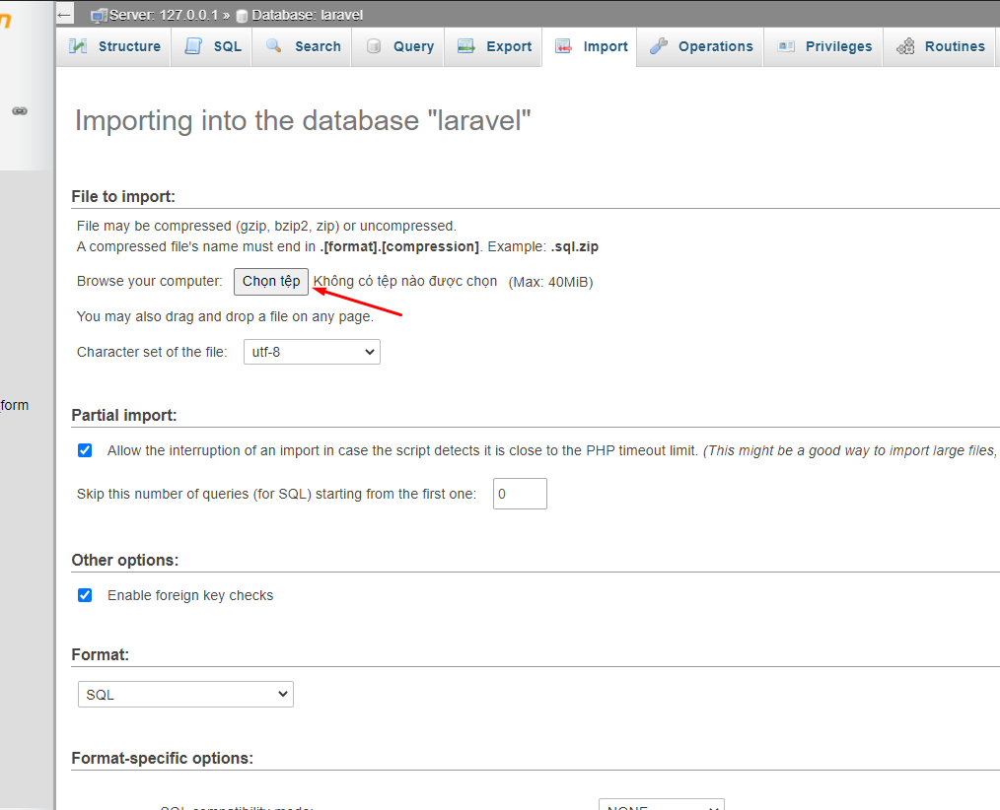 Server: 127.0.0.1 » Database: laravel
Structure SQL Search Query Export Import Operations Privileges Routines
Importing into the database "laravel"
File to import:
File may be compressed (gzip, bzip2, zip) or uncompressed.
A compressed file's name must end in .[format].[compression]. Example: .sql.zip
Browse your computer: Chọn tệp Không có tệp nào được chọn (Max: 40MiB)
You may also drag and drop a file on any page.
Character set of the file: utf-8
form
Partial import:
Allow the interruption of an import in case the script detects it is close to the PHP timeout limit. (This might be a good way to import large files,
Skip this number of queries (for SQL) starting from the first one: 0
Other options:
Enable foreign key checks
Format:
SQL
Format-specific options:
SQL compatibility mode: NONE